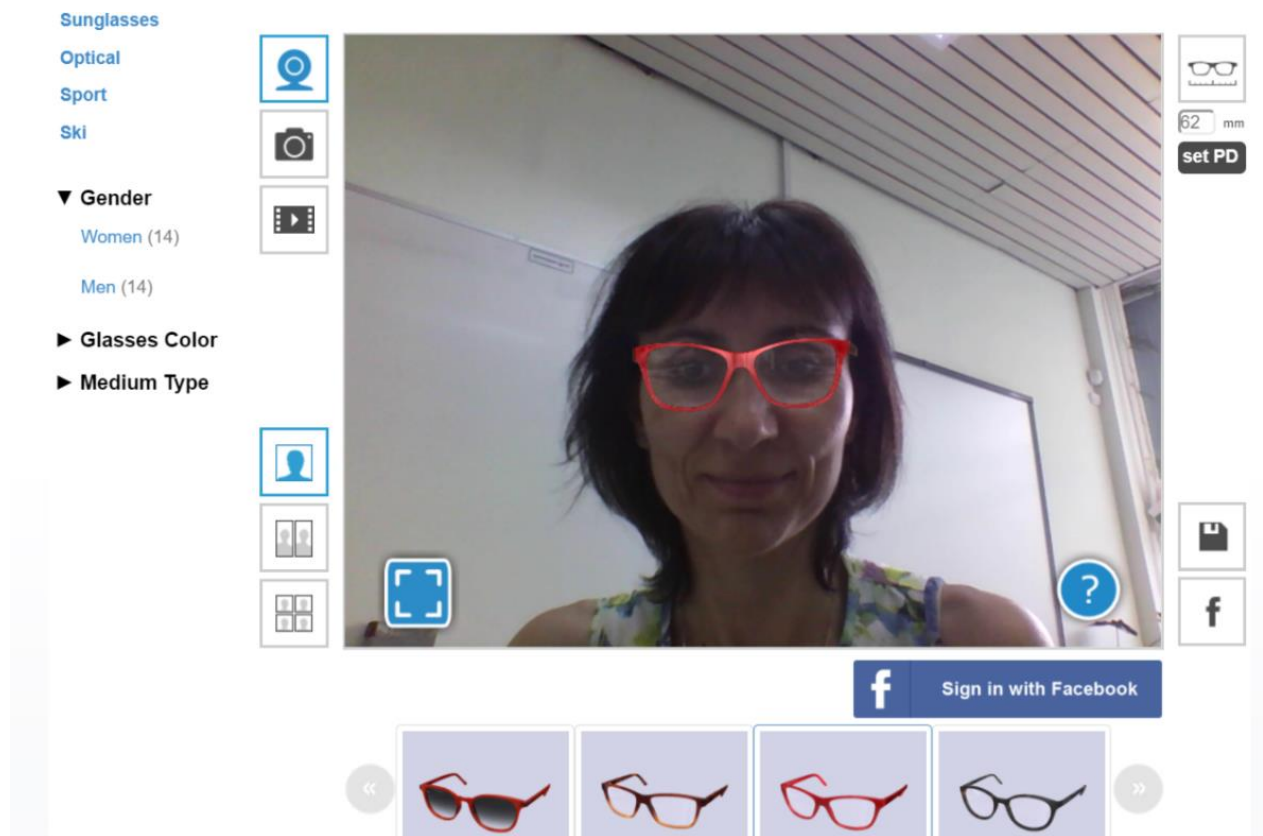 Sunglasses
Optical
Sport
Ski
▼ Gender
Women (14)
Men (14)
► Glasses Color
► Medium Type
62 mm
set PD
?
f
f Sign in with Facebook
«
»